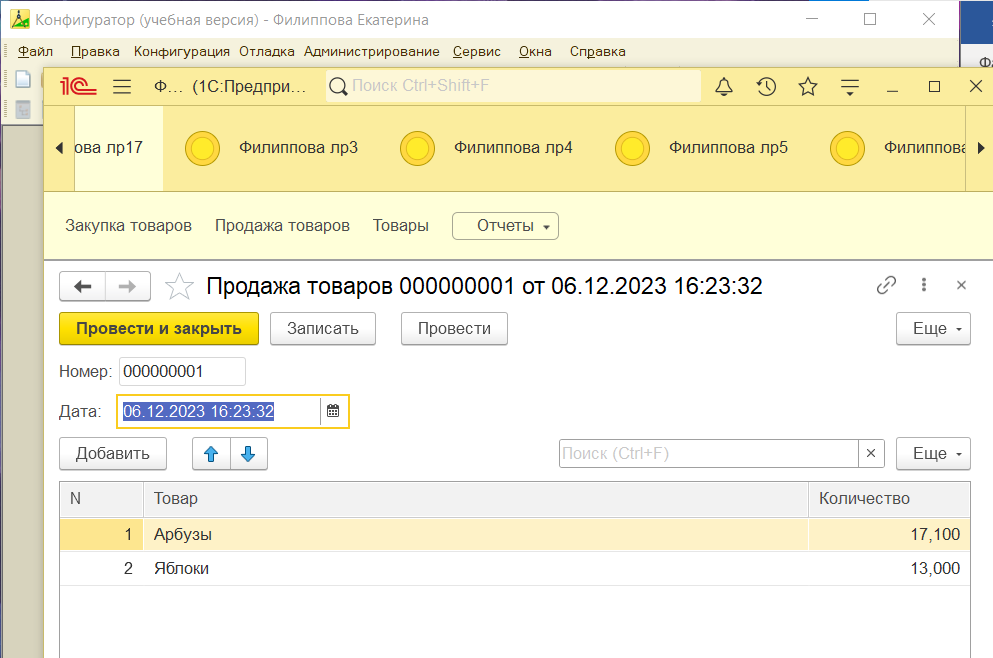 Конфигуратор (учебная версия) - Филиппова Екатерина
Файл Правка Конфигурация Отладка Администрирование Сервис Окна Справка
1С Ф... (1С:Предпри... Поиск Ctrl+Shift+F
ова лр17 Филиппова лр3 Филиппова лр4 Филиппова лр5 Филиппова
Закупка товаров Продажа товаров Товары Отчеты
Продажа товаров 000000001 от 06.12.2023 16:23:32
Провести и закрыть Записать Провести Еще
Номер: 000000001
Дата: 06.12.2023 16:23:32
Добавить Поиск (Ctrl+F) × Еще
N Товар Количество
1 Арбузы 17,100
2 Яблоки 13,000